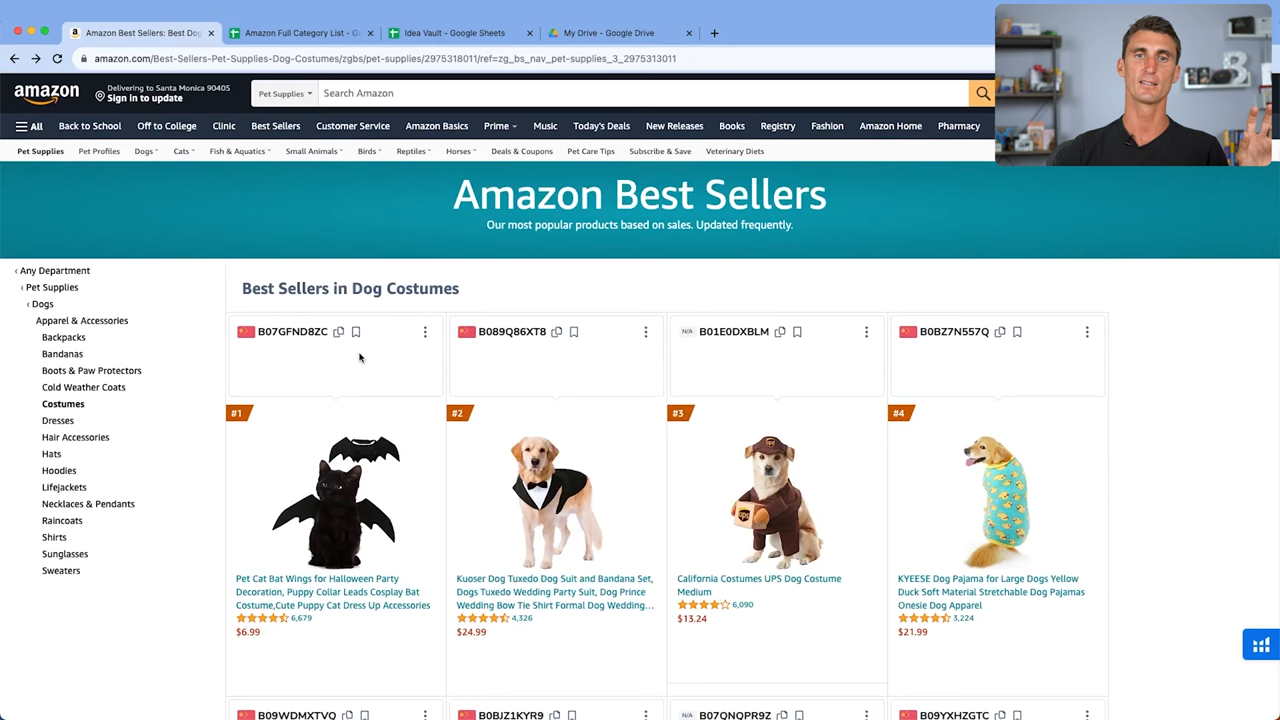 Amazon Best Sellers: Best Dog
Amazon Full Category List - G
Idea Vault - Google Sheets
My Drive - Google Drive
amazon.com/Best-Sellers-Pet-Supplies-Dog-Costumes/zgbs/pet-supplies/2975318011/ref=zg_bs_nav_pet-supplies_3_2975313011
amazon
Delivering to Santa Monica 90405
Sign in to update
Pet Supplies
Search Amazon
All
Back to School
Off to College
Clinic
Best Sellers
Customer Service
Amazon Basics
Prime
Music
Today's Deals
New Releases
Books
Registry
Fashion
Amazon Home
Pharmacy
Pet Supplies
Pet Profiles
Dogs
Cats
Fish & Aquatics
Small Animals
Birds
Reptiles
Horses
Deals & Coupons
Pet Care Tips
Subscribe & Save
Veterinary Diets
Amazon Best Sellers
Our most popular products based on sales. Updated frequently.
‹ Any Department
‹ Pet Supplies
‹ Dogs
Apparel & Accessories
Backpacks
Bandanas
Boots & Paw Protectors
Cold Weather Coats
Costumes
Dresses
Hair Accessories
Hats
Hoodies
Lifejackets
Necklaces & Pendants
Raincoats
Shirts
Sunglasses
Sweaters
Best Sellers in Dog Costumes
B07GFND8ZC
#1
Pet Cat Bat Wings for Halloween Party
Decoration, Puppy Collar Leads Cosplay Bat
Costume,Cute Puppy Cat Dress Up Accessories
6,679
$6.99
B089Q86XT8
#2
Kuoser Dog Tuxedo Dog Suit and Bandana Set,
Dogs Tuxedo Wedding Party Suit, Dog Prince
Wedding Bow Tie Shirt Formal Dog Wedding…
4,326
$24.99
N/A B01E0DXBLM
#3
ups
California Costumes UPS Dog Costume
Medium
6,090
$13.24
B0BZ7N557Q
#4
KYEESE Dog Pajama for Large Dogs Yellow
Duck Soft Material Stretchable Dog Pajamas
Onesie Dog Apparel
3,224
$21.99
B09WDMXTVQ
B0BJZ1KYR9
N/A B07QNQPR9Z
B09YXHZGTC